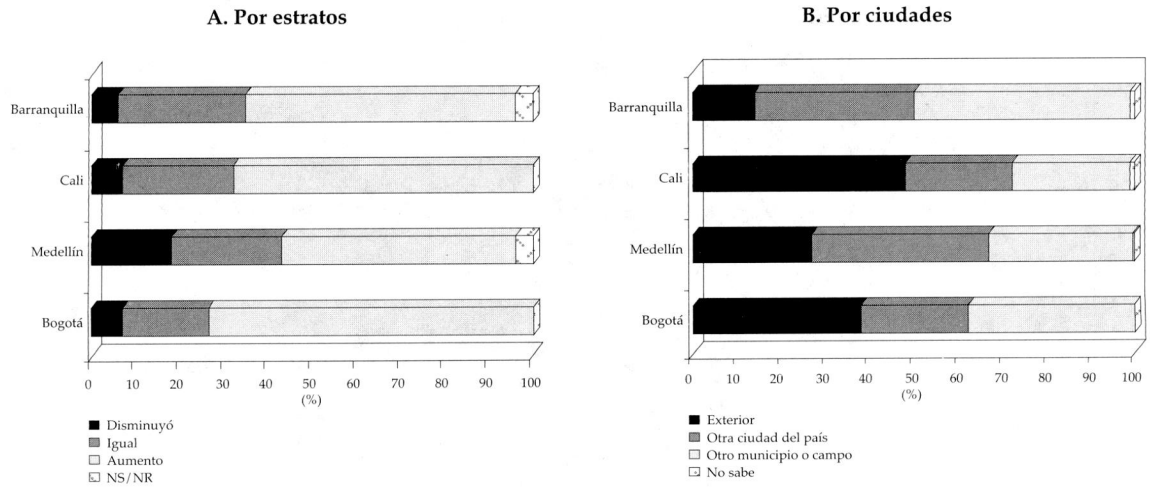 A. Por estratos
Barranquilla
Cali
Medellín
Bogotá
0 10 20 30 40 50 60 70 80 90 100
(%)
Disminuyó
Igual
Aumento
NS/NR
B. Por ciudades
Barranquilla
Cali
Medellín
Bogotá
0 10 20 30 40 50 60 70 80 90 100
(%)
Exterior
Otra ciudad del país
Otro municipio o campo
No sabe